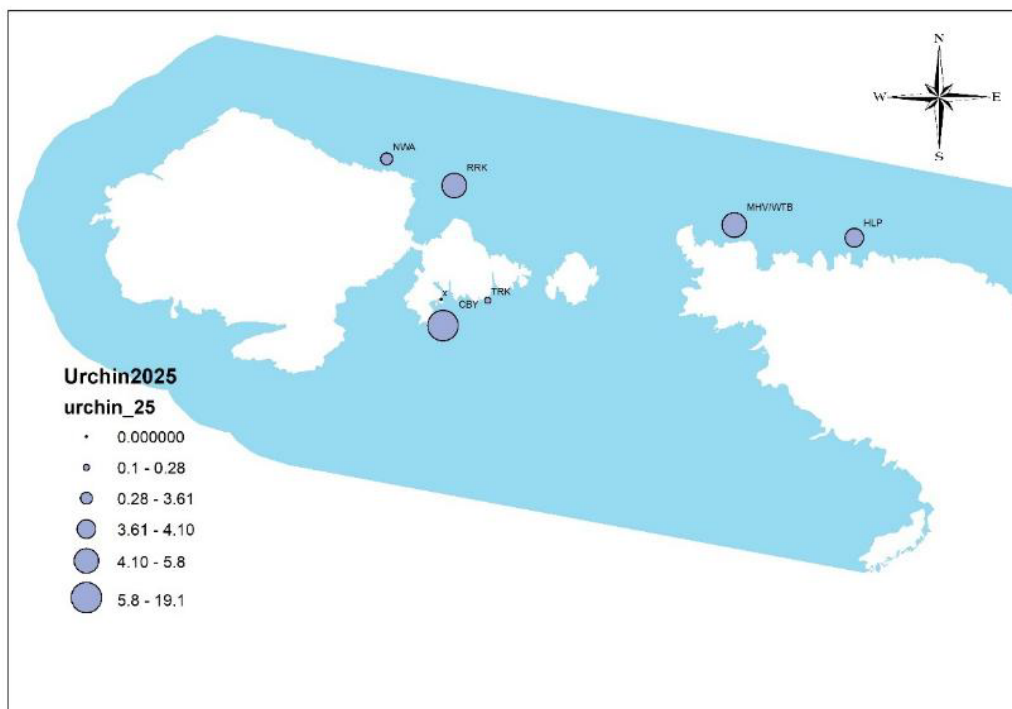 N
W E
S
NWA
RRK
MHV/WTB
HLP
x
TRK
CBY
Urchin2025
urchin_25
0.000000
0.1 - 0.28
0.28 - 3.61
3.61 - 4.10
4.10 - 5.8
5.8 - 19.1